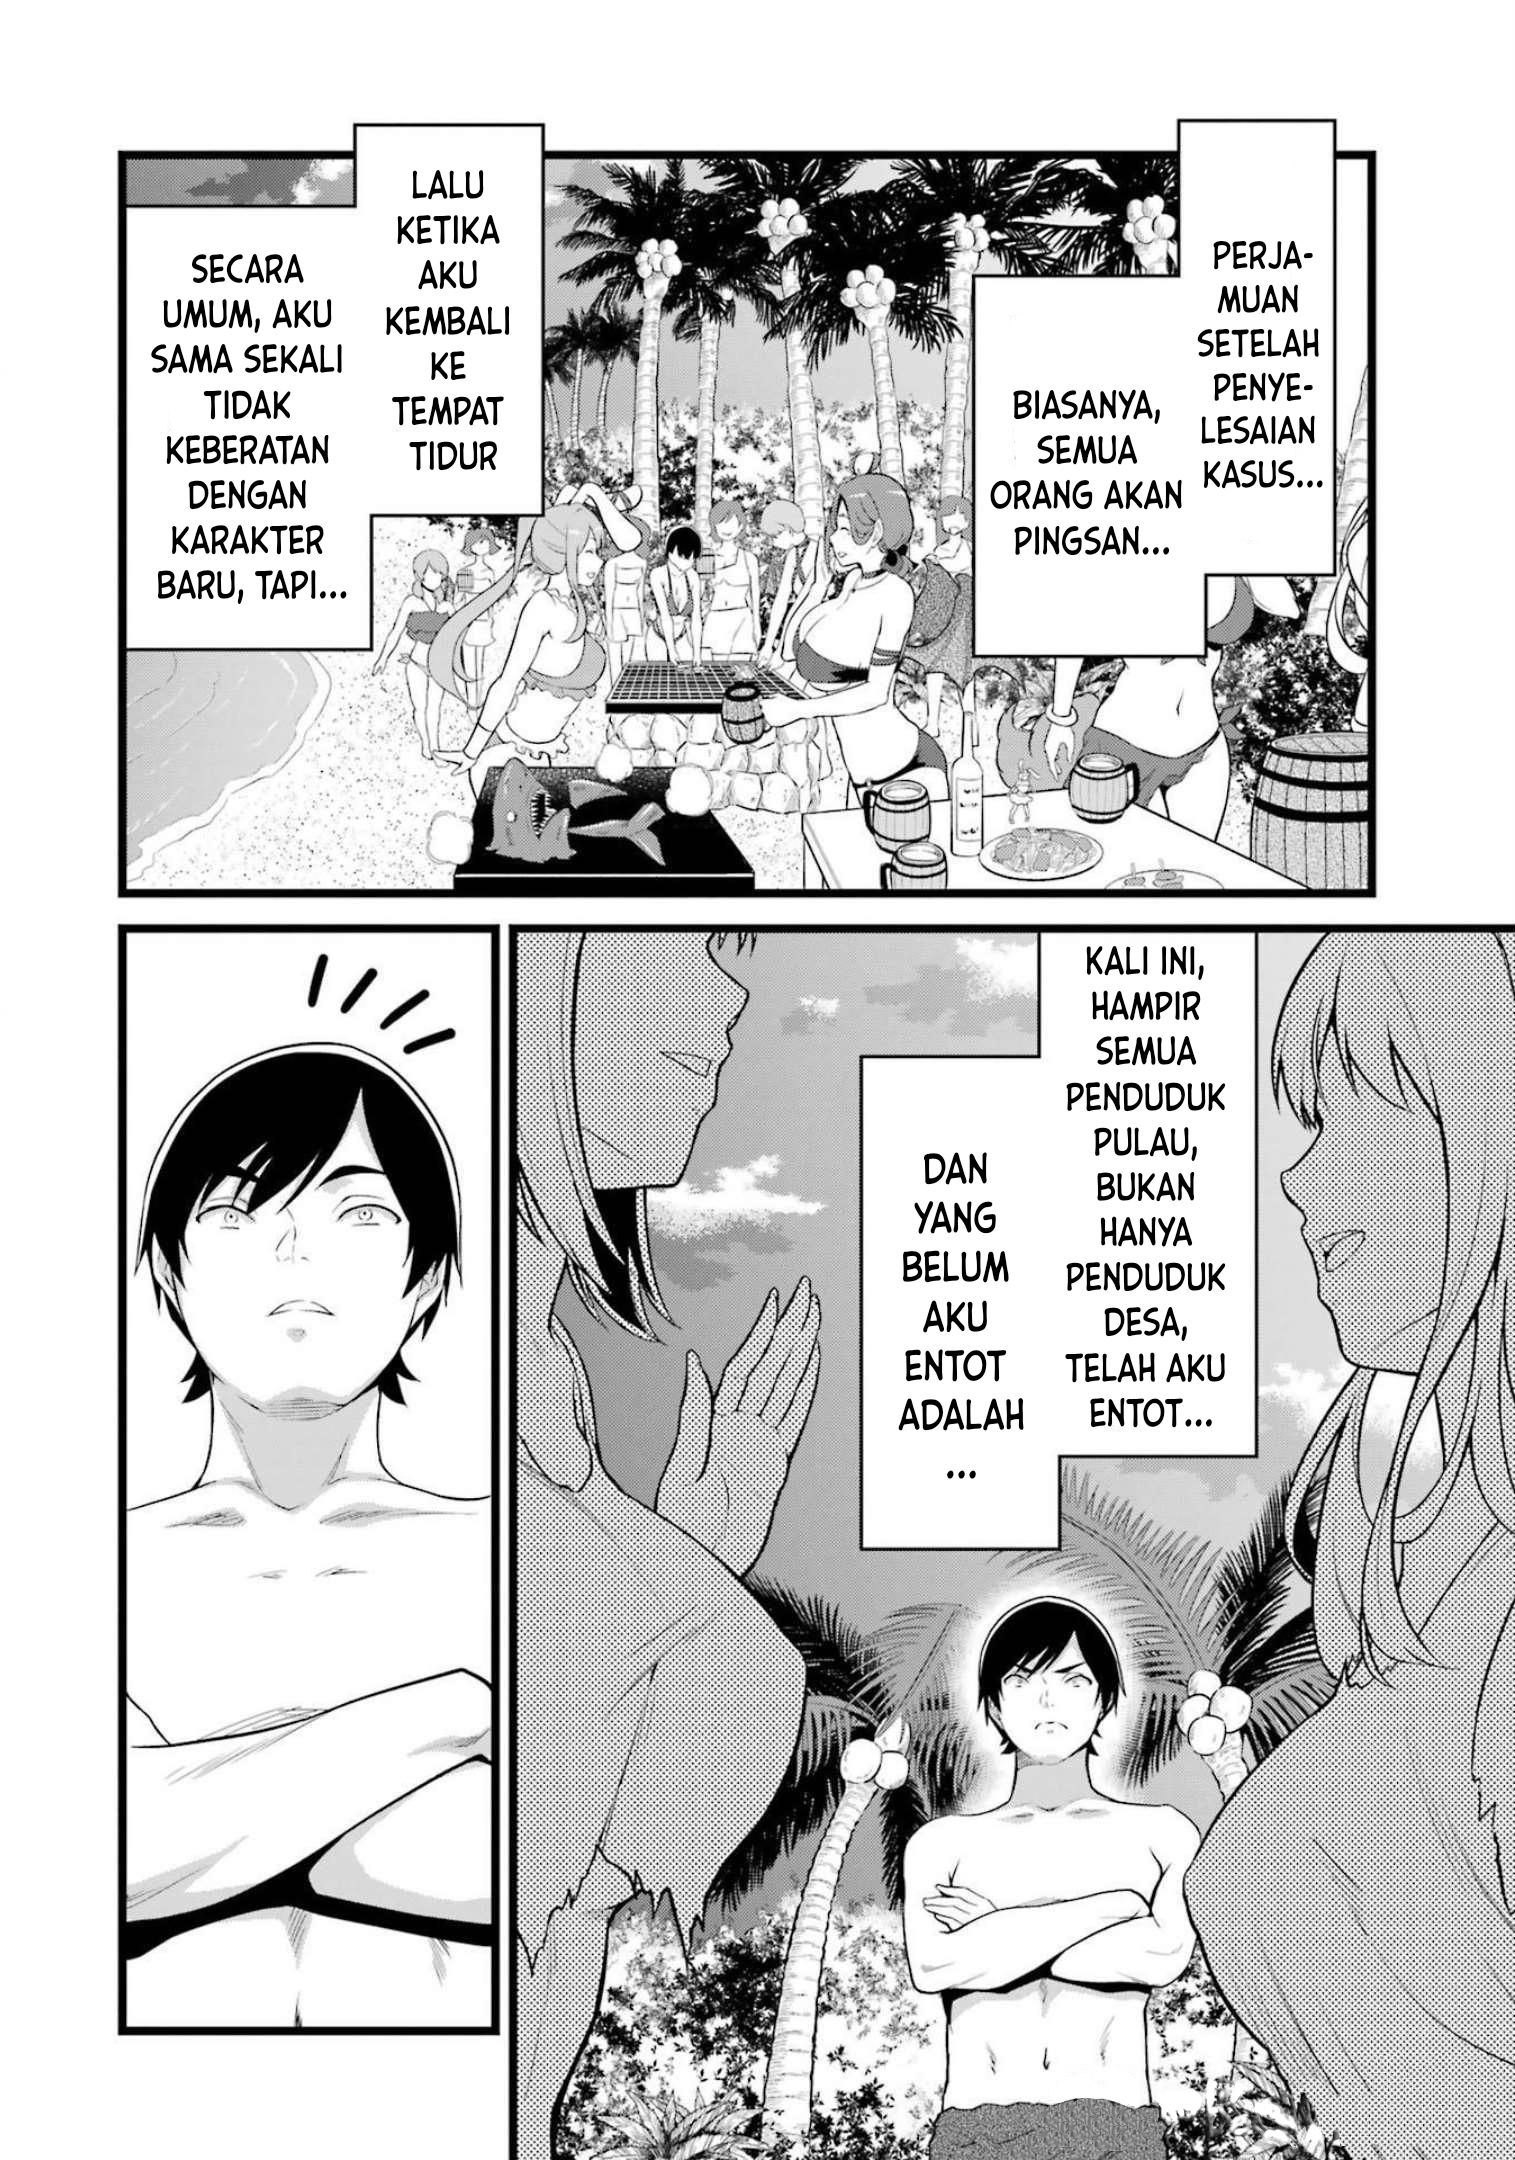 PERJA-
MUAN
SETELAH
PENYE-
LESAIAN
KASUS...
BIASANYA,
SEMUA
ORANG AKAN
PINGSAN...
LALU
KETIKA
AKU
KEMBALI
KE
TEMPAT
TIDUR
SECARA
UMUM, AKU
SAMA SEKALI
TIDAK
KEBERATAN
DENGAN
KARAKTER
BARU, TAPI...
KALI INI,
HAMPIR
SEMUA
PENDUDUK
PULAU,
BUKAN
HANYA
PENDUDUK
DESA,
TELAH AKU
ENTOT...
DAN
YANG
BELUM
AKU
ENTOT
ADALAH
...